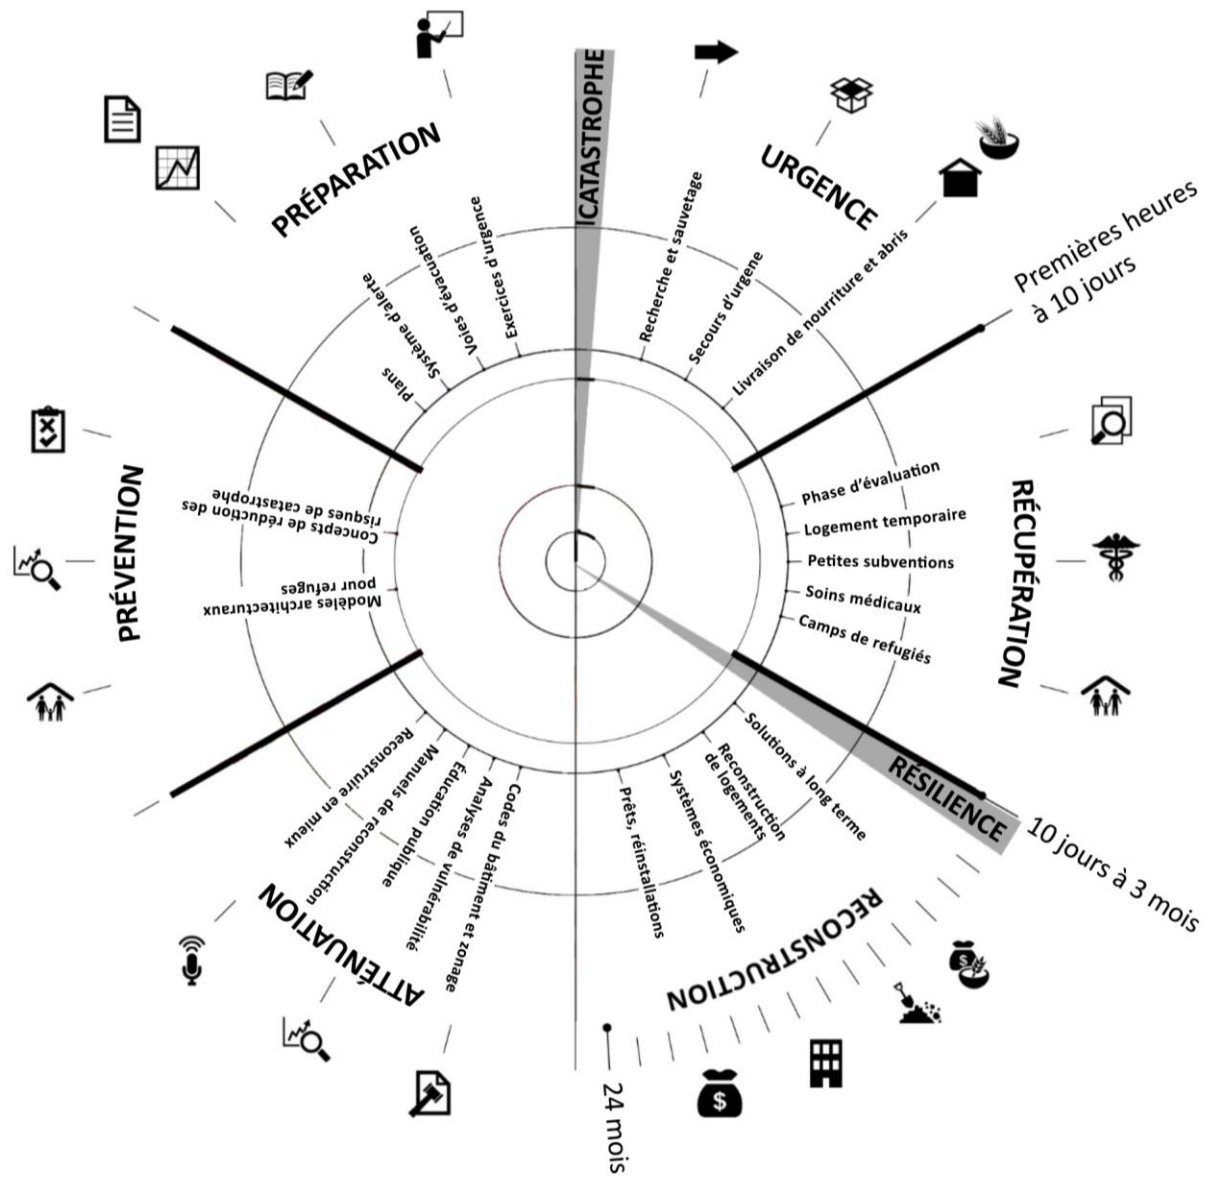 CATASTROPHE
URGENCE
Recherche et sauvetage
Secours d'urgene
Livraison de nourriture et abris
Premières heures
à 10 jours
RÉCUPÉRATION
Phase d'évaluation
Logement temporaire
Petites subventions
Soins médicaux
Camps de refugiés
RÉSILIENCE
10 jours à 3 mois
RECONSTRUCTION
Solutions à long terme
Reconstruction
de logements
Systèmes économiques
Prêts, réinstallations
$
$
24 mois
ATTÉNUATION
Codes du bâtiment et zonage
Analyses de vulnérabilité
Éducation publique
Manuels de reconstruction
Reconstruire en mieux
PRÉVENTION
Modèles architecturaux
pour refuges
Concepts de réduction des
risques de catastrophe
PRÉPARATION
Plans
Système d'alerte
Voies d'évacuation
Exercices d'urgence